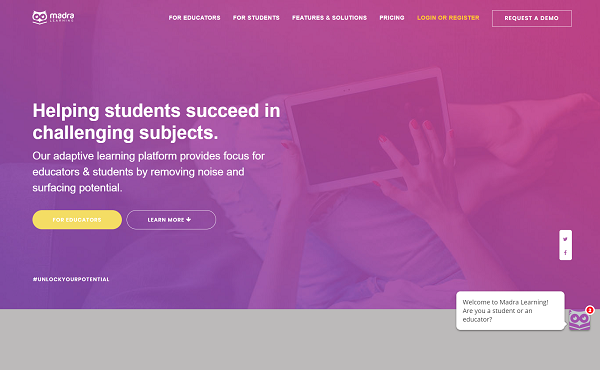 madra
LEARNING
FOR EDUCATORS
FOR STUDENTS
FEATURES & SOLUTIONS
PRICING
LOGIN OR REGISTER
REQUEST A DEMO
Helping students succeed in
challenging subjects.
Our adaptive learning platform provides focus for
educators & students by removing noise and
surfacing potential.
FOR EDUCATORS
LEARN MORE
#UNLOCKYOURPOTENTIAL
Welcome to Madra Learning!
Are you a student or an
educator?